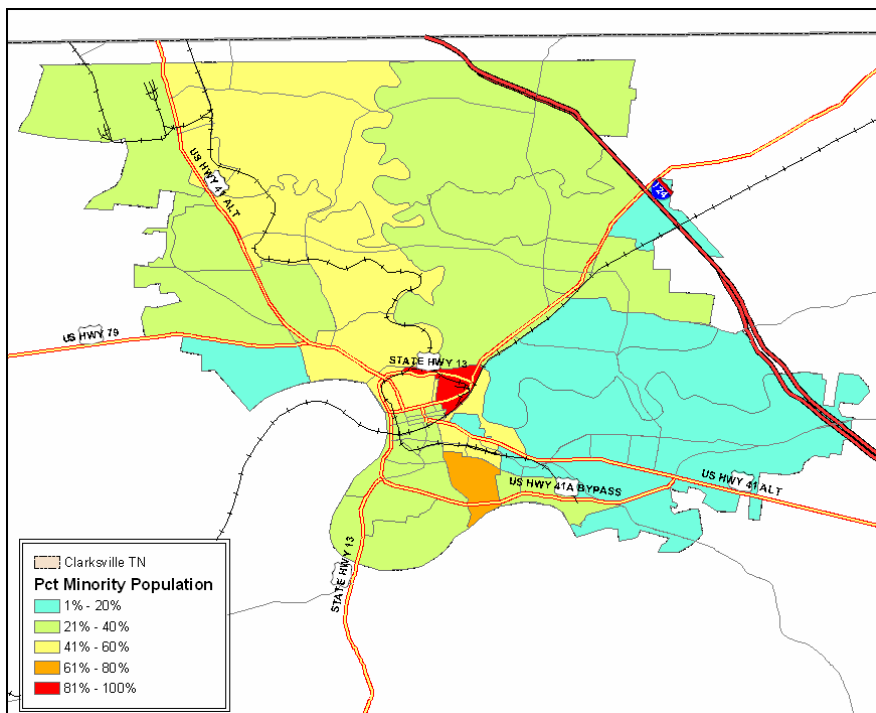 US HWY 41 ALT
I-24
US HWY 79
STATE HWY 13
US HWY 41A BYPASS
US HWY 41 ALT
STATE HWY 13
Clarksville TN
Pct Minority Population
1% - 20%
21% - 40%
41% - 60%
61% - 80%
81% - 100%